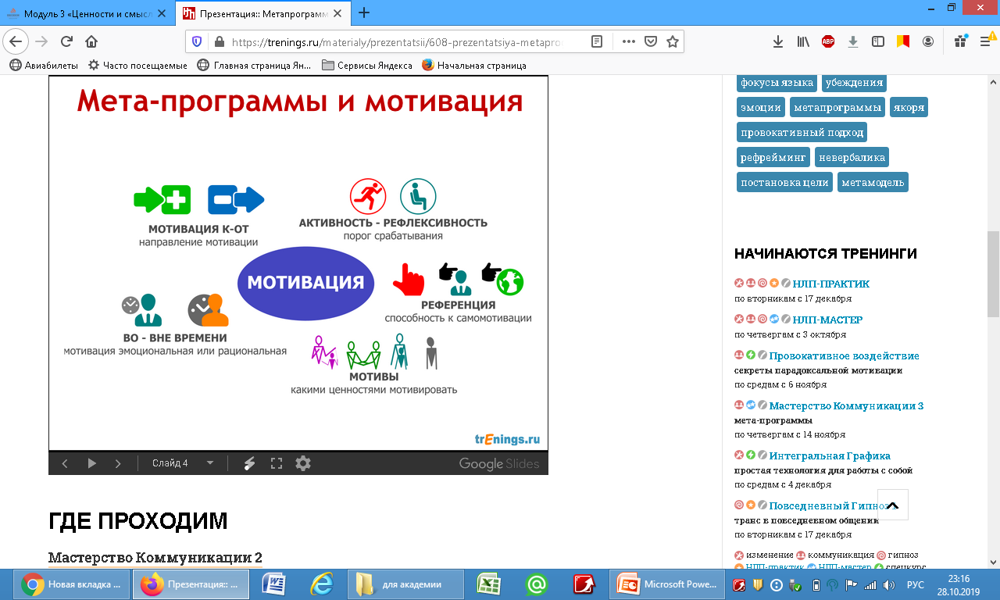 Модуль 3 «Ценности и смысл
Презентация:: Метапрограмм
https://trenings.ru/materialy/prezentatsii/608-prezentatsiya-metapro
ABP
Авиабилеты
Часто посещаемые
Главная страница Ян...
Сервисы Яндекса
Начальная страница
Мета-программы и мотивация
МОТИВАЦИЯ К-ОТ
направление мотивации
АКТИВНОСТЬ - РЕФЛЕКСИВНОСТЬ
порог срабатывания
МОТИВАЦИЯ
РЕФЕРЕНЦИЯ
способность к самомотивации
ВО - ВНЕ ВРЕМЕНИ
мотивация эмоциональная или рациональная
МОТИВЫ
какими ценностями мотивировать
trEnings.ru
Слайд 4
Google Slides
ГДЕ ПРОХОДИМ
Мастерство Коммуникации 2
фокусы языка убеждения
эмоции метапрограммы якоря
провокативный подход
рефрейминг невербалика
постановка цели метамодель
НАЧИНАЮТСЯ ТРЕНИНГИ
НЛП-ПРАКТИК
по вторникам с 17 декабря
НЛП-МАСТЕР
по четвергам с 3 октября
Провокативное воздействие
секреты парадоксальной мотивации
по средам с 6 ноября
Мастерство Коммуникации 3
мета-программы
по четвергам с 14 ноября
Интегральная Графика
простая технология для работы с собой
по средам с 4 декабря
Повседневный Гипноз
транс в повседневном общении
по вторникам с 17 декабря
изменение коммуникация гипноз
НЛП-практик НЛП-мастер спецкурс
Новая вкладка ...
Презентация:: ...
для академии
Microsoft Powe...
РУС
23:16
28.10.2019